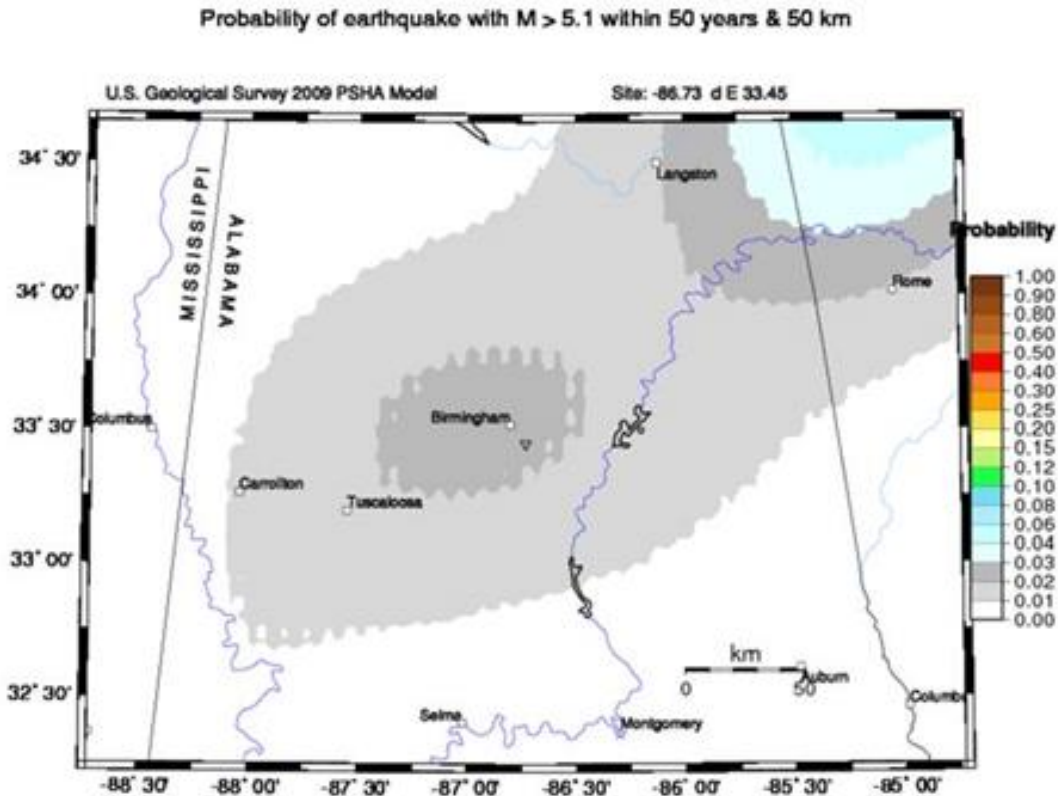 Probability of earthquake with M > 5.1 within 50 years & 50 km
U.S. Geological Survey 2009 PSHA Model
Site: -86.73 d E 33.45
34° 30'
34° 00'
33° 30'
33° 00'
32° 30'
MISSISSIPPI
ALABAMA
Langston
Rome
Birmingham
Columbus
Carrollton
Tuscaloosa
km
0
50
Auburn
Selma
Montgomery
Columbu
-88° 30'
-88° 00'
-87° 30'
-87° 00'
-86° 30'
-86° 00'
-85° 30'
-85° 00'
Probability
1.00
0.90
0.80
0.60
0.50
0.40
0.30
0.25
0.20
0.15
0.12
0.10
0.08
0.06
0.04
0.03
0.02
0.01
0.00